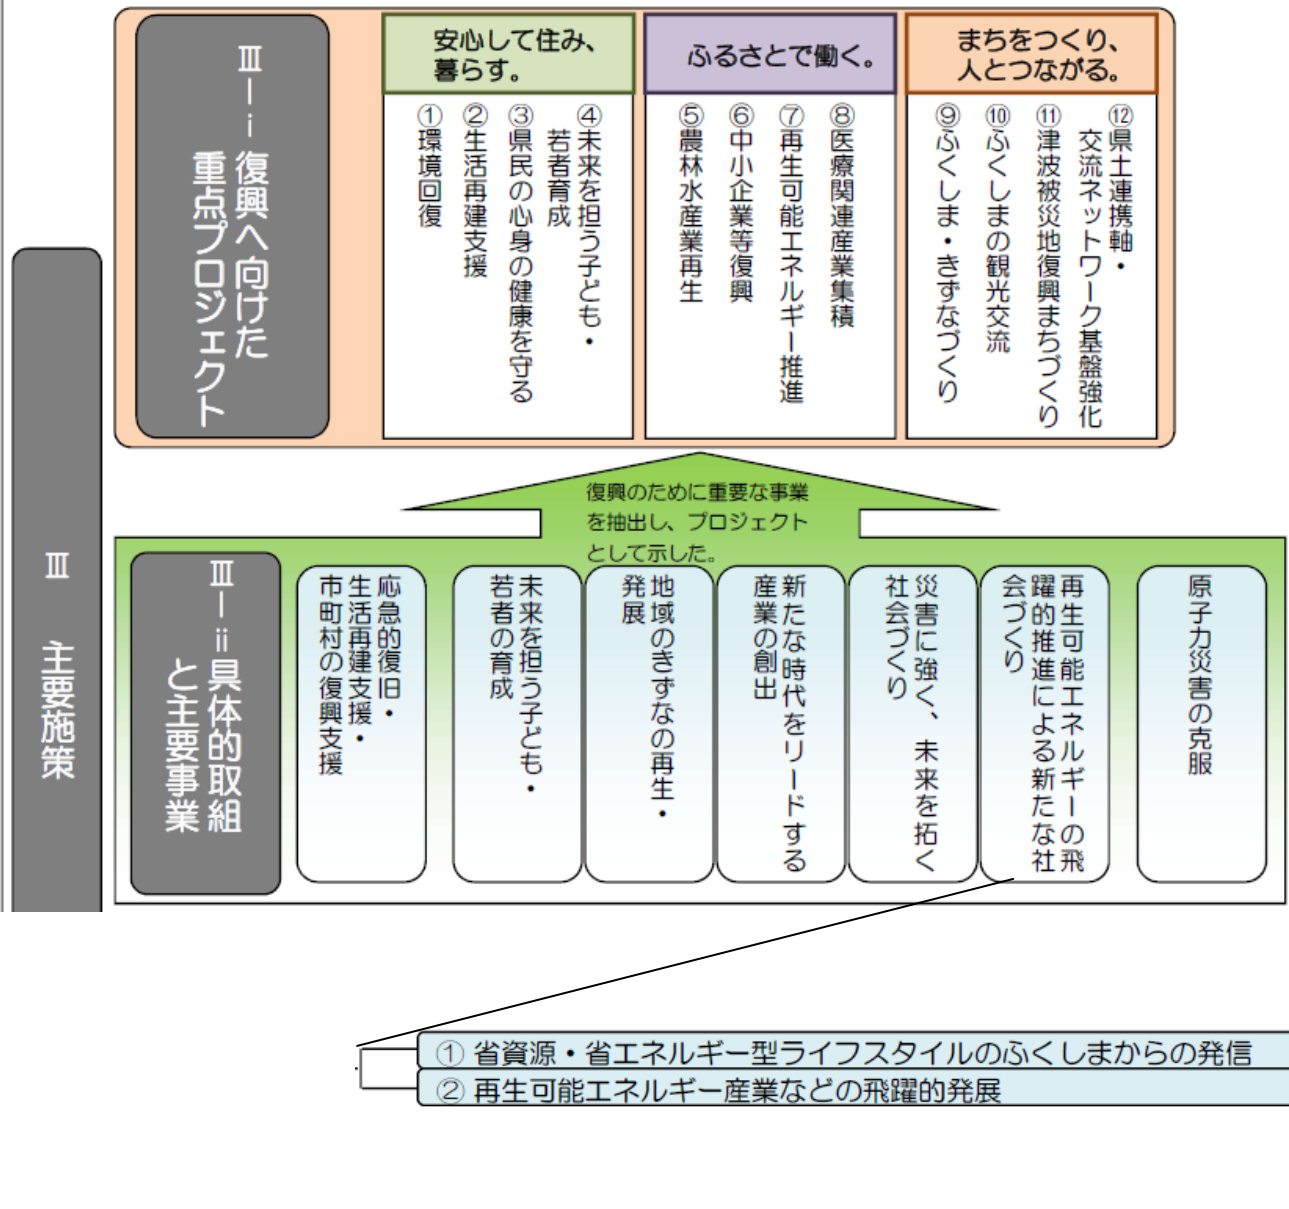 Ⅲ 主要施策
Ⅲーⅰ 復興へ向けた
重点プロジェクト
安心して住み、
暮らす。
①環境回復
②生活再建支援
③県民の心身の健康を守る
④未来を担う子ども・
若者育成
ふるさとで働く。
⑤農林水産業再生
⑥中小企業等復興
⑦再生可能エネルギー推進
⑧医療関連産業集積
まちをつくり、
人とつながる。
⑨ふくしま・きずなづくり
⑩ふくしまの観光交流
⑪津波被災地復興まちづくり
⑫県土連携軸・
交流ネットワーク基盤強化
復興のために重要な事業
を抽出し、プロジェクト
として示した。
Ⅲーⅱ具体的取組
と主要事業
応急的復旧・
生活再建支援・
市町村の復興支援
未来を担う子ども・
若者の育成
地域のきずなの再生・
発展
新たな時代をリードする
産業の創出
災害に強く、未来を拓く
社会づくり
再生可能エネルギーの飛
躍的推進による新たな社
会づくり
原子力災害の克服
① 省資源・省エネルギー型ライフスタイルのふくしまからの発信
② 再生可能エネルギー産業などの飛躍的発展